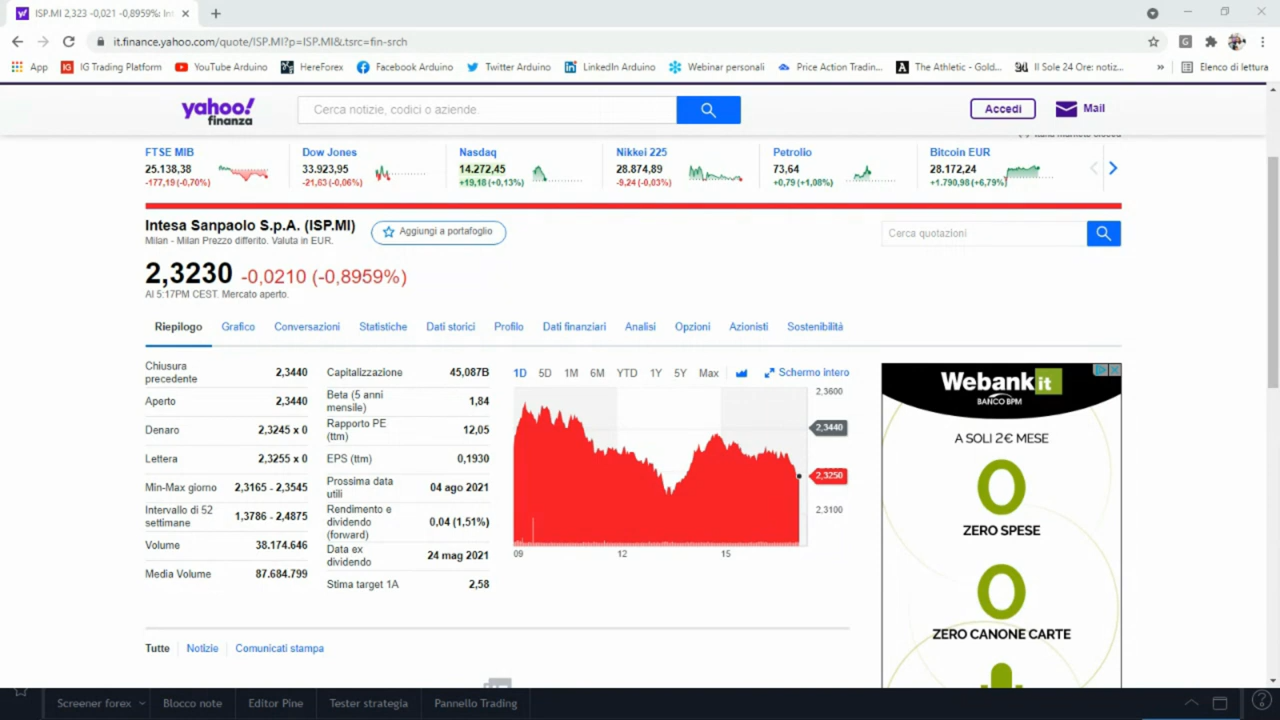 ISP.MI 2,323 -0,021 -0,8959%: Int
it.finance.yahoo.com/quote/ISP.MI?p=ISP.MI&.tsrc=fin-srch
App
IG Trading Platform
YouTube Arduino
HereForex
Facebook Arduino
Twitter Arduino
LinkedIn Arduino
Webinar personali
Price Action Tradin...
The Athletic - Gold...
Il Sole 24 Ore: notiz...
»
Elenco di lettura
yahoo!
finanza
Cerca notizie, codici o aziende
Accedi
Mail
FTSE MIB
25.138,38
-177,19 (-0,70%)
Dow Jones
33.923,95
-21,63 (-0,06%)
Nasdaq
14.272,45
+19,18 (+0,13%)
Nikkei 225
28.874,89
-9,24 (-0,03%)
Petrolio
73,64
+0,79 (+1,08%)
Bitcoin EUR
28.172,24
+1.790,98 (+6,79%)
Intesa Sanpaolo S.p.A. (ISP.MI)
Milan - Milan Prezzo differito. Valuta in EUR.
Aggiungi a portafoglio
Cerca quotazioni
2,3230 -0,0210 (-0,8959%)
Al 5:17PM CEST. Mercato aperto.
Riepilogo Grafico Conversazioni Statistiche Dati storici Profilo Dati finanziari Analisi Opzioni Azionisti Sostenibilità
Chiusura
precedente
2,3440
Aperto 2,3440
Denaro 2,3245 x 0
Lettera 2,3255 x 0
Min-Max giorno 2,3165 - 2,3545
Intervallo di 52
settimane
1,3786 - 2,4875
Volume 38.174.646
Media Volume 87.684.799
Capitalizzazione 45,087B
Beta (5 anni
mensile)
1,84
Rapporto PE
(ttm)
12,05
EPS (ttm) 0,1930
Prossima data
utili
04 ago 2021
Rendimento e
dividendo
(forward)
0,04 (1,51%)
Data ex
dividendo
24 mag 2021
Stima target 1A 2,58
1D 5D 1M 6M YTD 1Y 5Y Max
Schermo intero
2,3600
2,3440
2,3250
2,3100
09 12 15
Webank it
BANCO BPM
A SOLI 2€ MESE
0
ZERO SPESE
0
ZERO CANONE CARTE
Tutte Notizie Comunicati stampa
Screener forex
Blocco note
Editor Pine
Tester strategia
Pannello Trading